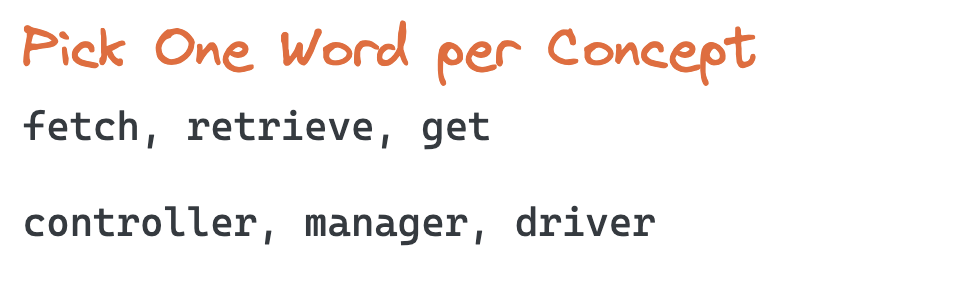 Pick One Word per Concept
fetch, retrieve, get
controller, manager, driver